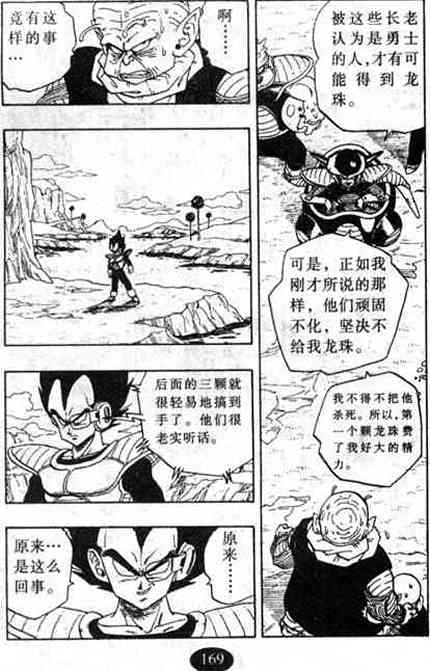 被这些长老
认为是勇士
的人,才有可
能得到龙
珠。
可是，正如我
刚才所说的那
样，他们顽固
不化，坚决不
给我龙珠。
我不得不把他
杀死。所以,第
一个颗龙珠费
了我好大的精
力。
啊……
竟有这
样的事
…
后面的三颗就
很轻易地搞到
手了。他们很
老实听话。
原来……
原来…
是这么
回事。
169